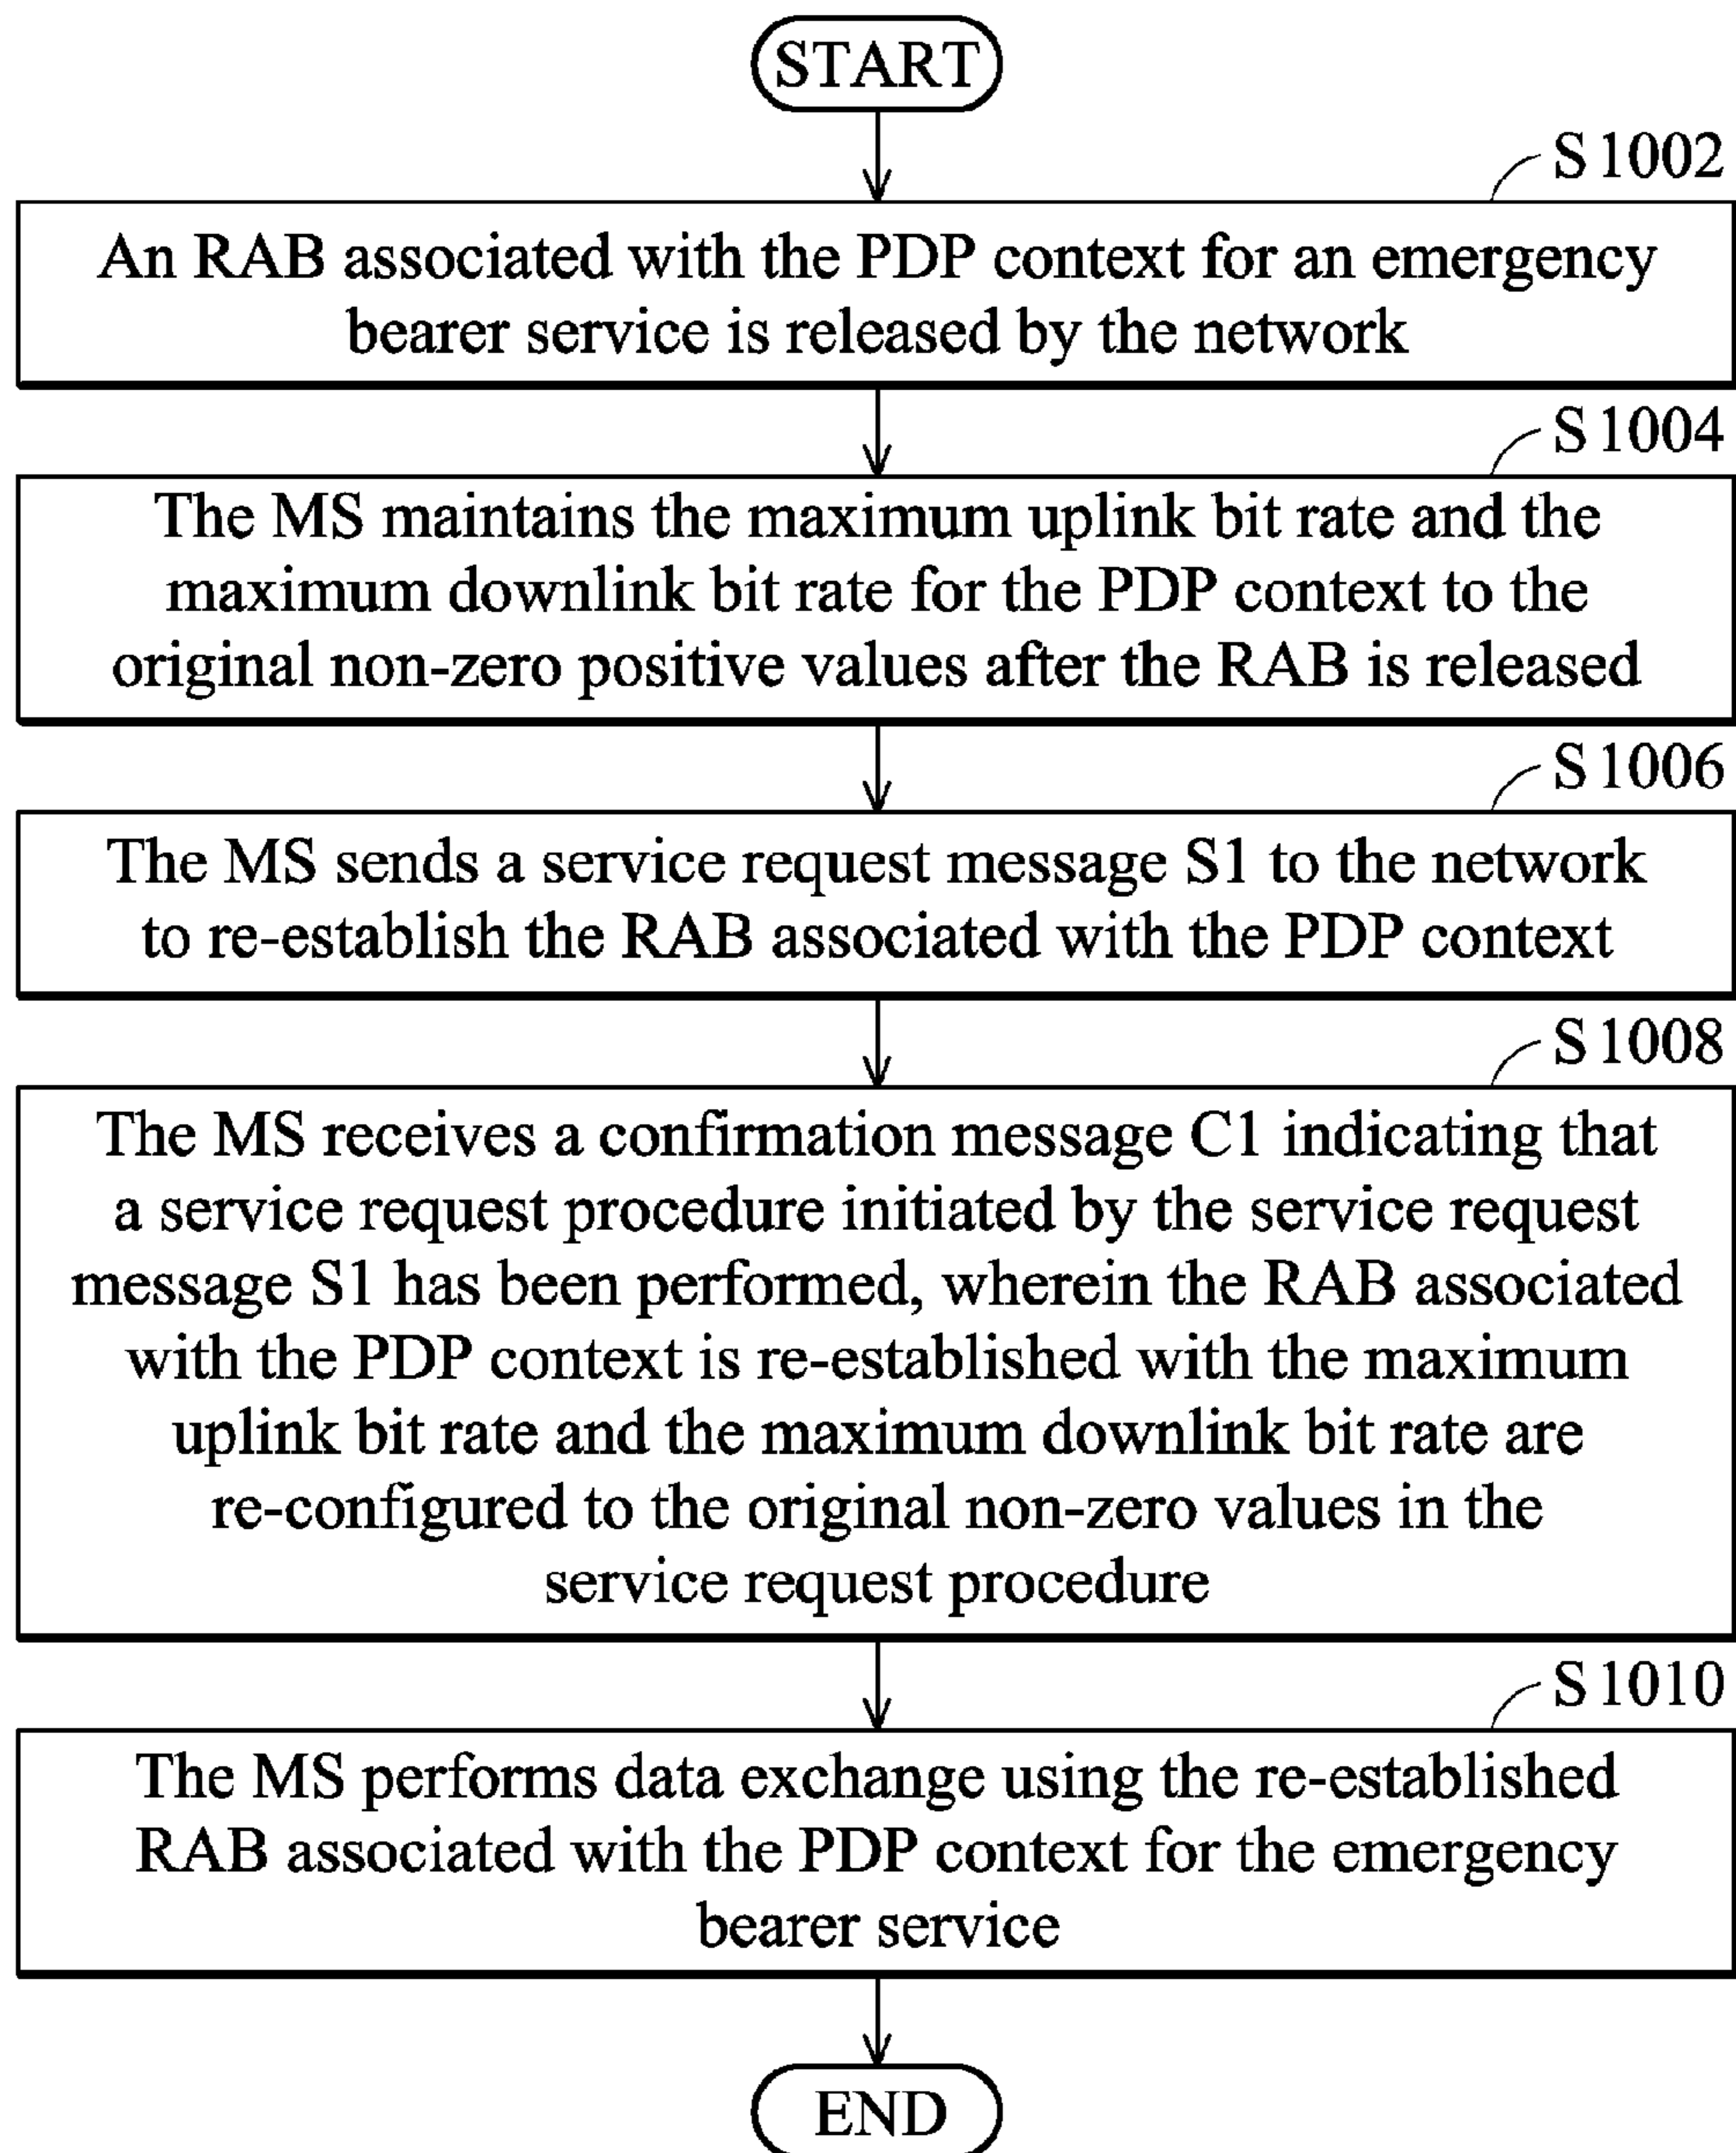 START
S1002
An RAB associated with the PDP context for an emergency
bearer service is released by the network
S1004
The MS maintains the maximum uplink bit rate and the
maximum downlink bit rate for the PDP context to the
original non-zero positive values after the RAB is released
S1006
The MS sends a service request message S1 to the network
to re-establish the RAB associated with the PDP context
S1008
The MS receives a confirmation message C1 indicating that
a service request procedure initiated by the service request
message S1 has been performed, wherein the RAB associated
with the PDP context is re-established with the maximum
uplink bit rate and the maximum downlink bit rate are
re-configured to the original non-zero values in the
service request procedure
S1010
The MS performs data exchange using the re-established
RAB associated with the PDP context for the emergency
bearer service
END